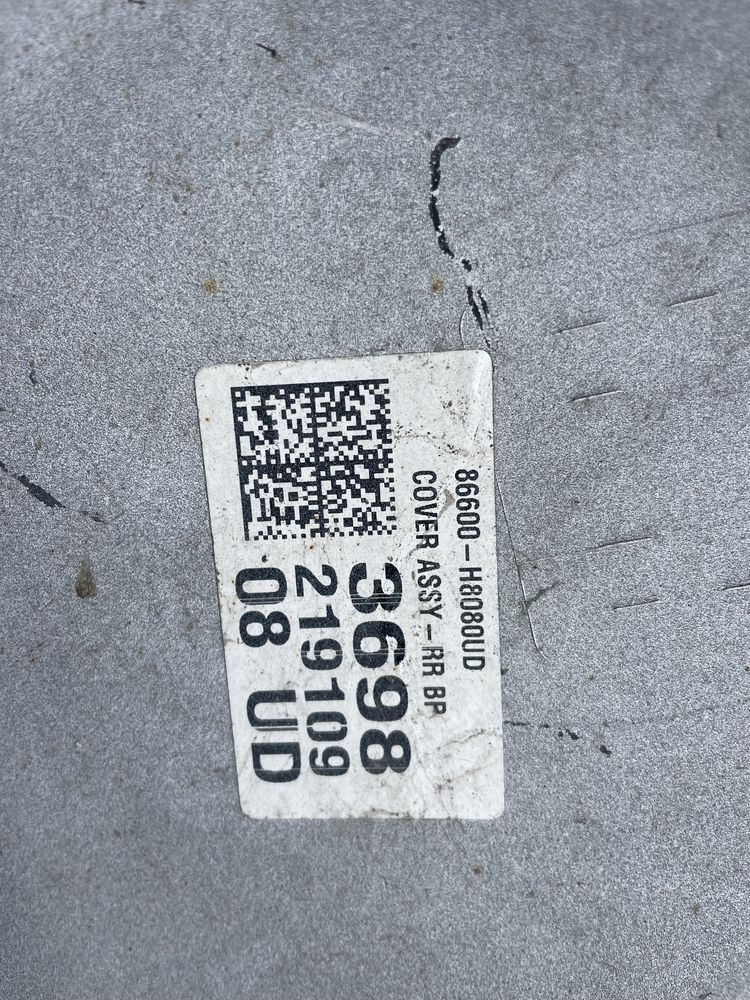 86600-H8080UD
COVER ASSY-RR BP
3698
219109
08 UD